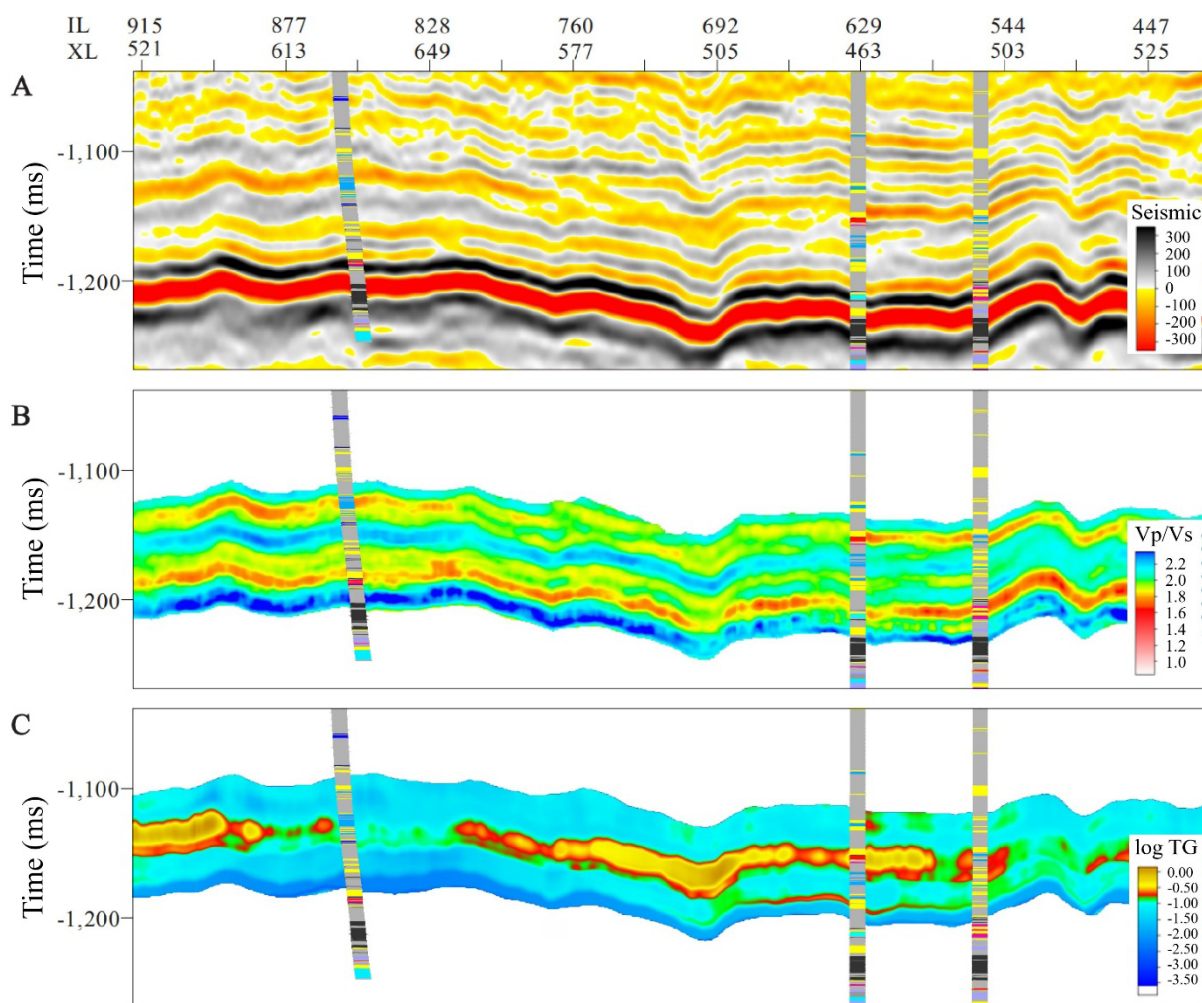 IL 915 877 828 760 692 629 544 447
XL 521 613 649 577 505 463 503 525
A
Time (ms)
-1,100
-1,200
Seismic
300
200
100
0
-100
-200
-300
B
Time (ms)
-1,100
-1,200
Vp/Vs
2.2
2.0
1.8
1.6
1.4
1.2
1.0
C
Time (ms)
-1,100
-1,200
log TG
0.00
-0.50
-1.00
-1.50
-2.00
-2.50
-3.00
-3.50